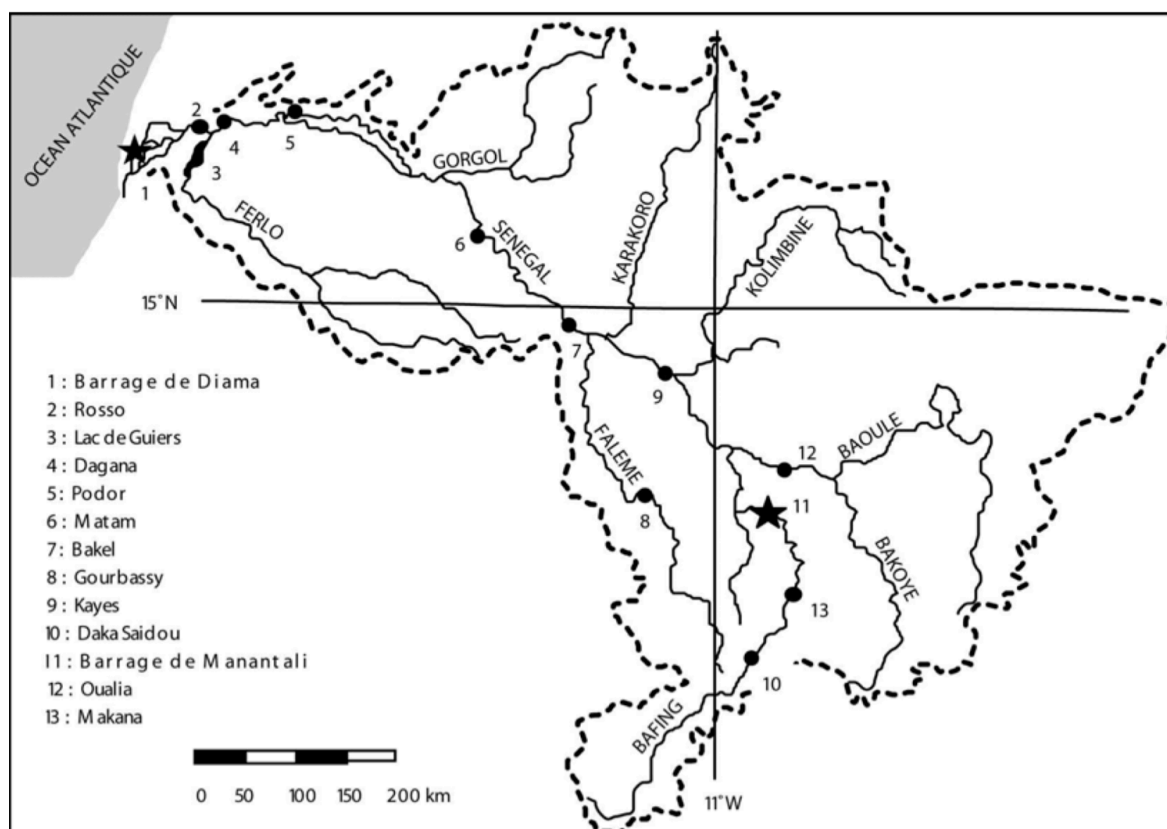 OCEAN ATLANTIQUE
2
4
5
1
3
GORGOL
FERLO
6
SENEGAL
KARAKORO
KOLIMBINE
15°N
7
9
1 : Barrage de Diama
2 : Rosso
3 : Lac de Guiers
4 : Dagana
5 : Podor
6 : Matam
7 : Bakel
8 : Gourbassy
9 : Kayes
10 : Daka Saidou
11 : Barrage de Manantali
12 : Oualia
13 : Makana
FALEME
8
12
BAOULE
11
BAKOYE
13
10
BAFING
0 50 100 150 200 km
11°W